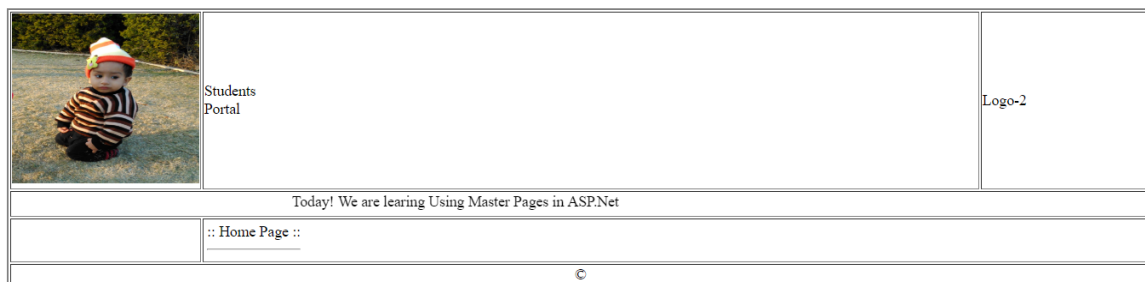 Students
Portal
Logo-2
Today! We are learing Using Master Pages in ASP.Net
:: Home Page ::
©